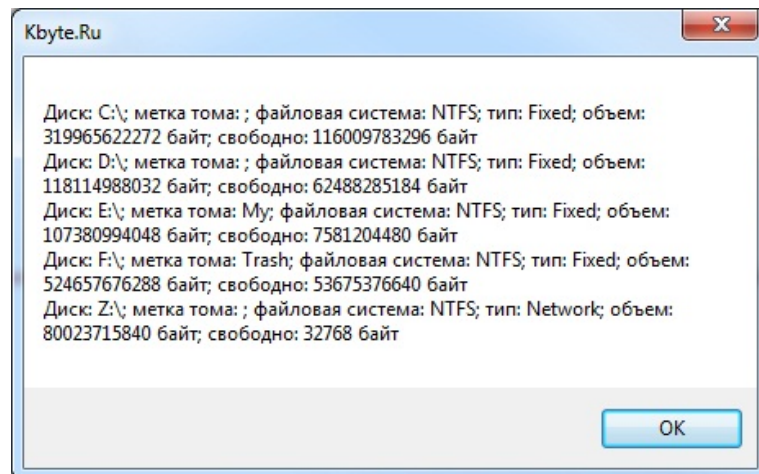 Kbyte.Ru
Диск: C:\; метка тома: ; файловая система: NTFS; тип: Fixed; объем:
319965622272 байт; свободно: 116009783296 байт
Диск: D:\; метка тома: ; файловая система: NTFS; тип: Fixed; объем:
118114988032 байт; свободно: 62488285184 байт
Диск: E:\; метка тома: My; файловая система: NTFS; тип: Fixed; объем:
107380994048 байт; свободно: 7581204480 байт
Диск: F:\; метка тома: Trash; файловая система: NTFS; тип: Fixed; объем:
524657676288 байт; свободно: 53675376640 байт
Диск: Z:\; метка тома: ; файловая система: NTFS; тип: Network; объем:
80023715840 байт; свободно: 32768 байт
OK